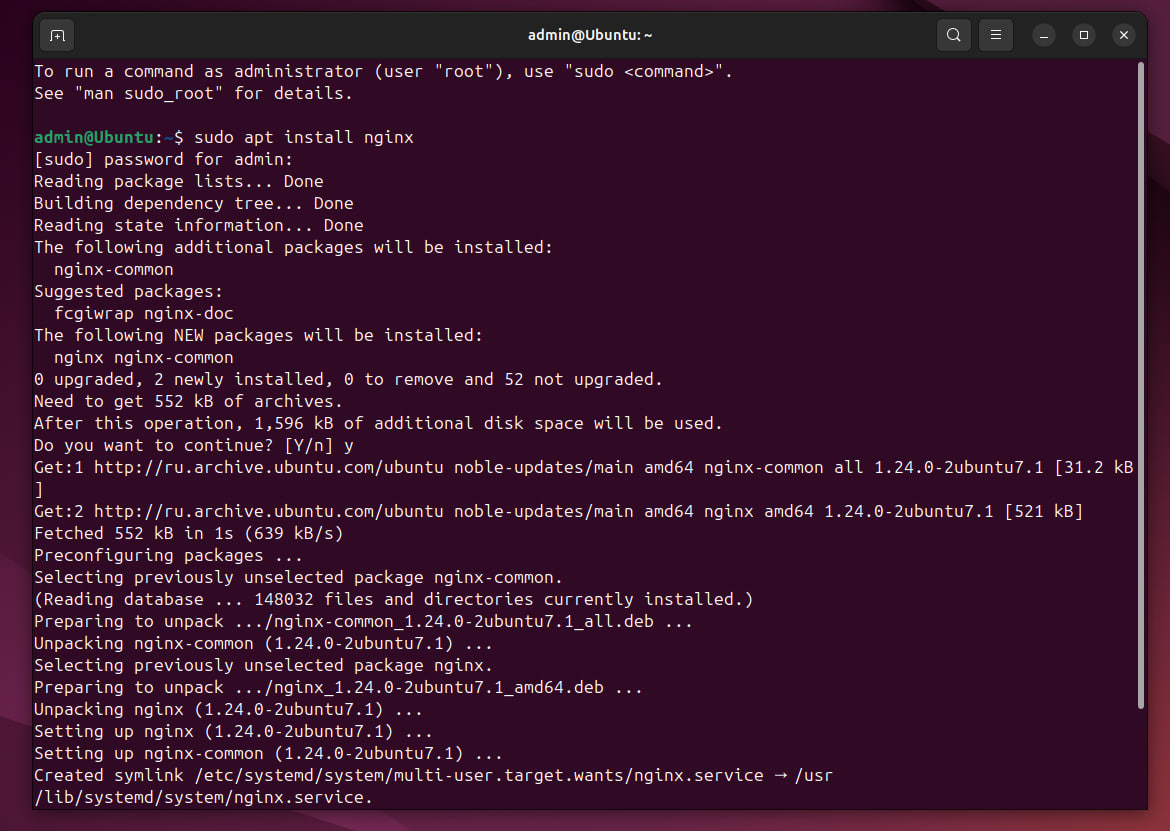 admin@Ubuntu: ~
To run a command as administrator (user "root"), use "sudo <command>".
See "man sudo_root" for details.
admin@Ubuntu:~$ sudo apt install nginx
[sudo] password for admin:
Reading package lists... Done
Building dependency tree... Done
Reading state information... Done
The following additional packages will be installed:
  nginx-common
Suggested packages:
  fcgiwrap nginx-doc
The following NEW packages will be installed:
  nginx nginx-common
0 upgraded, 2 newly installed, 0 to remove and 52 not upgraded.
Need to get 552 kB of archives.
After this operation, 1,596 kB of additional disk space will be used.
Do you want to continue? [Y/n] y
Get:1 http://ru.archive.ubuntu.com/ubuntu noble-updates/main amd64 nginx-common all 1.24.0-2ubuntu7.1 [31.2 kB
]
Get:2 http://ru.archive.ubuntu.com/ubuntu noble-updates/main amd64 nginx amd64 1.24.0-2ubuntu7.1 [521 kB]
Fetched 552 kB in 1s (639 kB/s)
Preconfiguring packages ...
Selecting previously unselected package nginx-common.
(Reading database ... 148032 files and directories currently installed.)
Preparing to unpack .../nginx-common_1.24.0-2ubuntu7.1_all.deb ...
Unpacking nginx-common (1.24.0-2ubuntu7.1) ...
Selecting previously unselected package nginx.
Preparing to unpack .../nginx_1.24.0-2ubuntu7.1_amd64.deb ...
Unpacking nginx (1.24.0-2ubuntu7.1) ...
Setting up nginx (1.24.0-2ubuntu7.1) ...
Setting up nginx-common (1.24.0-2ubuntu7.1) ...
Created symlink /etc/systemd/system/multi-user.target.wants/nginx.service → /usr
/lib/systemd/system/nginx.service.